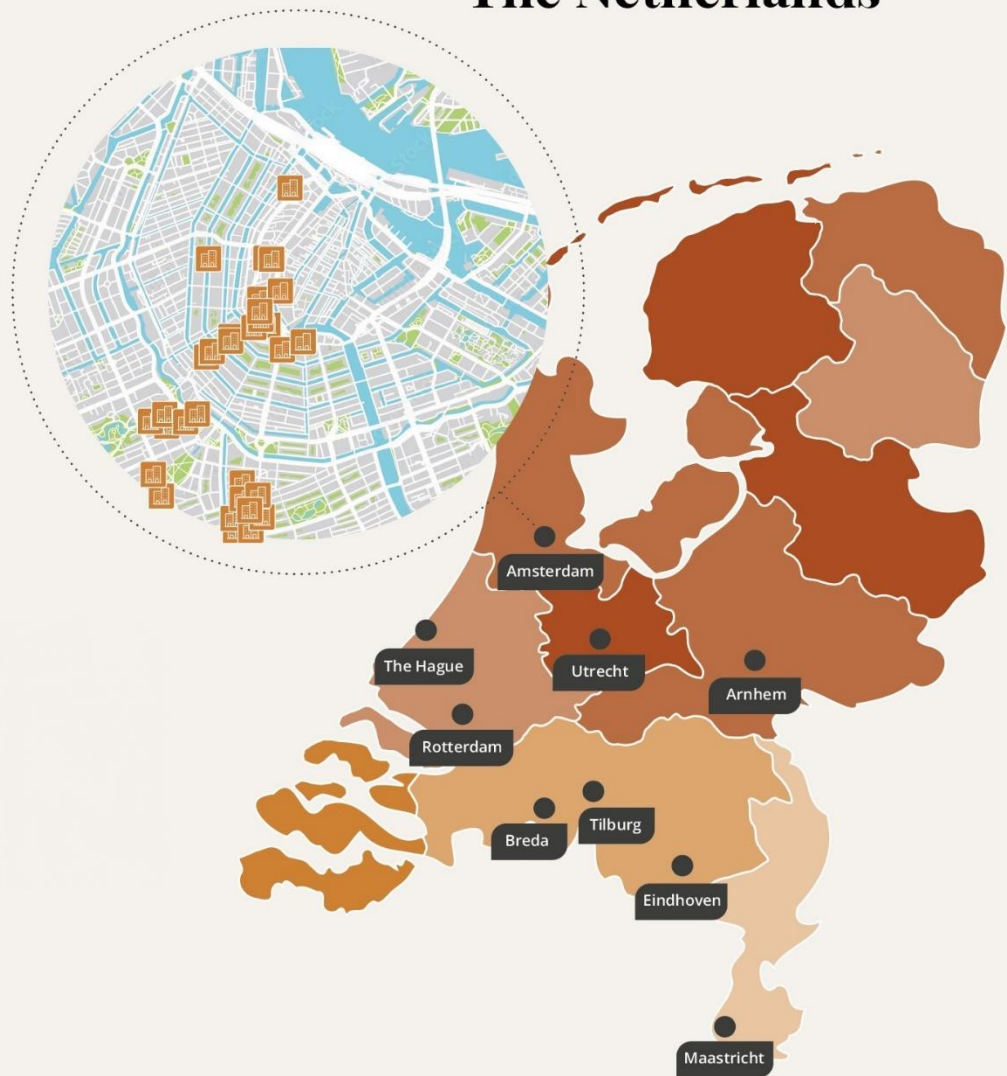 The Netherlands
Amsterdam
The Hague
Utrecht
Arnhem
Rotterdam
Tilburg
Breda
Eindhoven
Maastricht